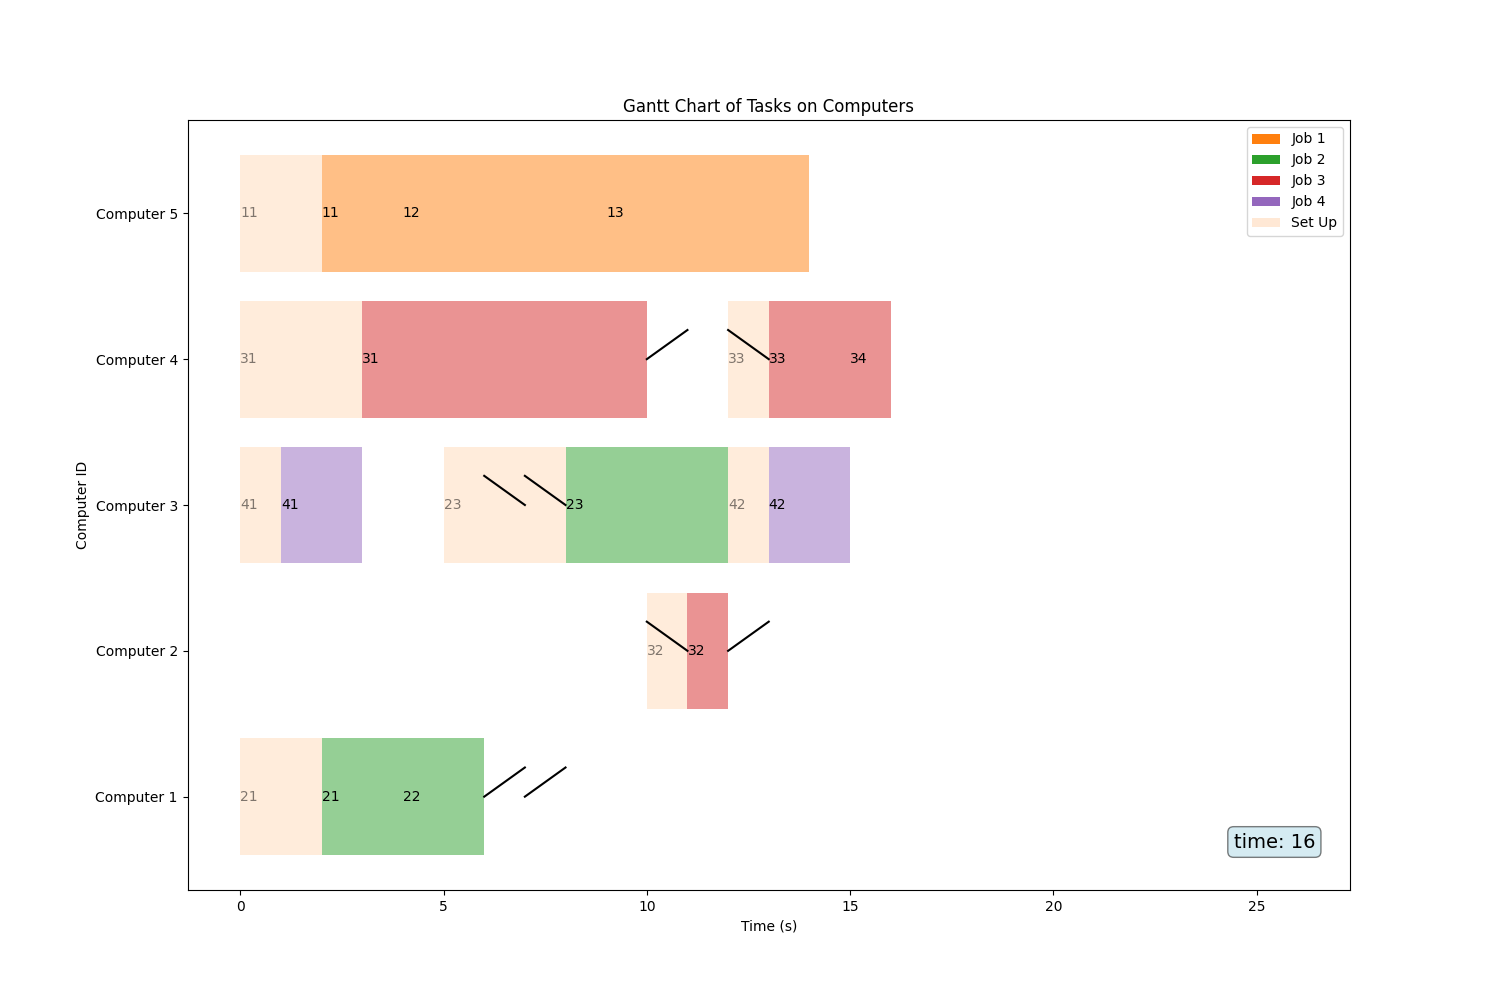 Gantt Chart of Tasks on Computers
Job 1
Job 2
Job 3
Job 4
Set Up
Computer 5
11
11
12
13
Computer 4
31
31
33
33
34
Computer 3
41
41
23
23
42
42
Computer 2
32
32
Computer 1
21
21
22
Computer ID
time: 16
0
5
10
15
20
25
Time (s)